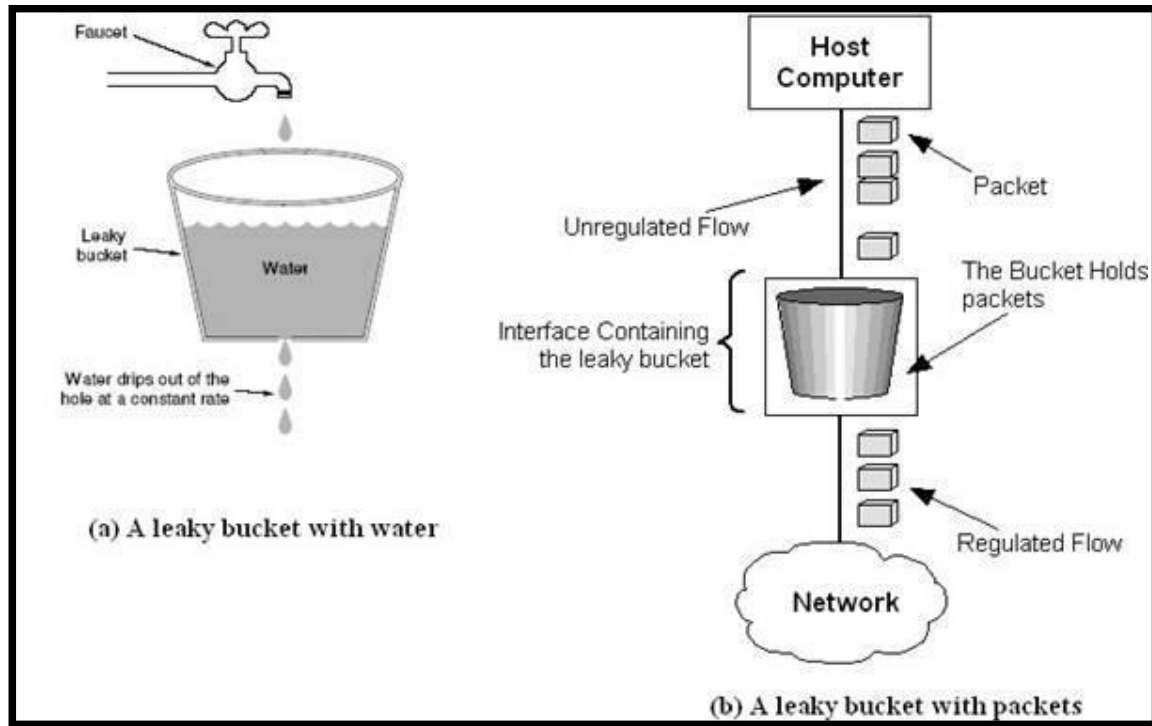 Faucet
Leaky
bucket
Water
Water drips out of the
hole at a constant rate
(a) A leaky bucket with water
Host
Computer
Packet
Unregulated Flow
The Bucket Holds
packets
Interface Containing
the leaky bucket
Regulated Flow
Network
(b) A leaky bucket with packets